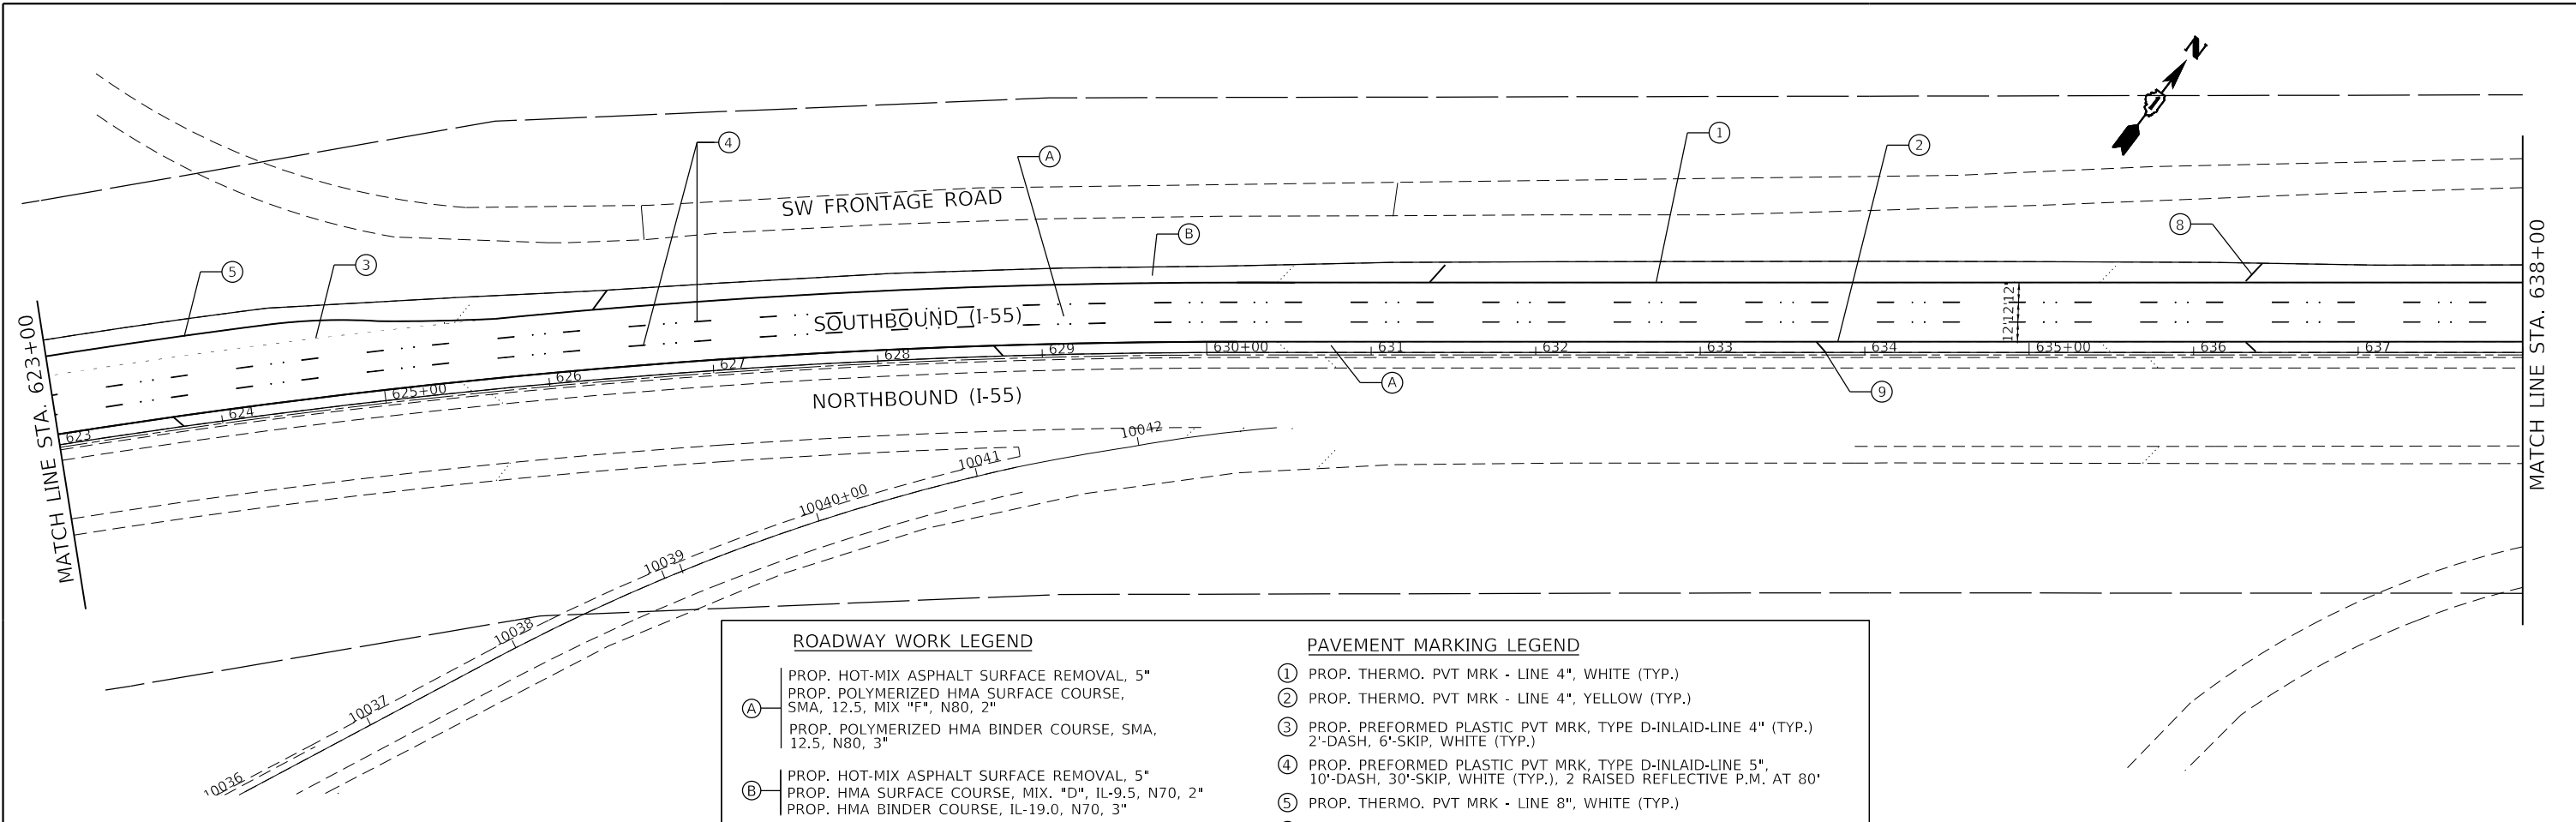 N
4
A
1
2
SW FRONTAGE ROAD
B
8
5
3
MATCH LINE STA. 623+00
MATCH LINE STA. 638+00
12'12'12'
SOUTHBOUND (I-55)
623
624
625+00
626
627
628
629
630+00
631
632
633
634
635+00
636
637
A
9
NORTHBOUND (I-55)
10036
10037
10038
10039
10040+00
10041
10042
ROADWAY WORK LEGEND
A
PROP. HOT-MIX ASPHALT SURFACE REMOVAL, 5"
PROP. POLYMERIZED HMA SURFACE COURSE,
SMA, 12.5, MIX "F", N80, 2"
PROP. POLYMERIZED HMA BINDER COURSE, SMA,
12.5, N80, 3"
B
PROP. HOT-MIX ASPHALT SURFACE REMOVAL, 5"
PROP. HMA SURFACE COURSE, MIX. "D", IL-9.5, N70, 2"
PROP. HMA BINDER COURSE, IL-19.0, N70, 3"
PAVEMENT MARKING LEGEND
1 PROP. THERMO. PVT MRK - LINE 4", WHITE (TYP.)
2 PROP. THERMO. PVT MRK - LINE 4", YELLOW (TYP.)
3 PROP. PREFORMED PLASTIC PVT MRK, TYPE D-INLAID-LINE 4" (TYP.)
2'-DASH, 6'-SKIP, WHITE (TYP.)
4 PROP. PREFORMED PLASTIC PVT MRK, TYPE D-INLAID-LINE 5",
10'-DASH, 30'-SKIP, WHITE (TYP.), 2 RAISED REFLECTIVE P.M. AT 80'
5 PROP. THERMO. PVT MRK - LINE 8", WHITE (TYP.)